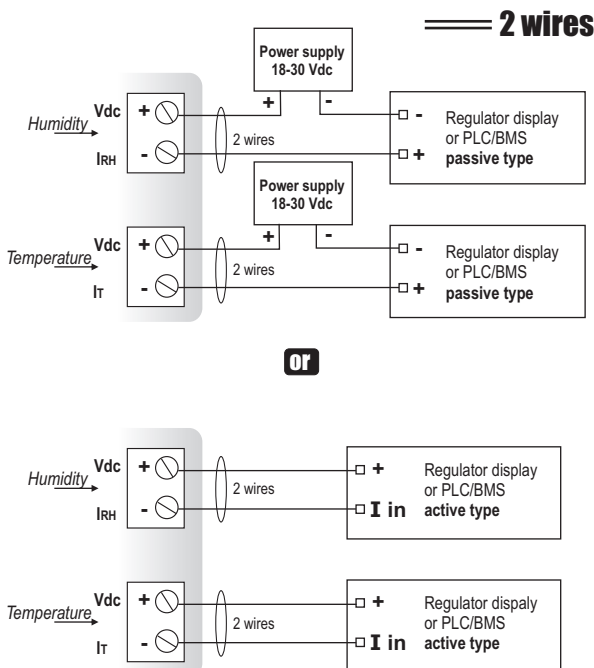 2 wires
Power supply
18-30 Vdc
+ -
Humidity
Vdc +
IRH -
2 wires
- Regulator display
or PLC/BMS
+ passive type
Power supply
18-30 Vdc
+ -
Temperature
Vdc +
IT -
2 wires
- Regulator display
or PLC/BMS
+ passive type
or
Humidity
Vdc +
IRH -
2 wires
+ Regulator display
or PLC/BMS
I in active type
Temperature
Vdc +
IT -
2 wires
+ Regulator dispaly
or PLC/BMS
I in active type